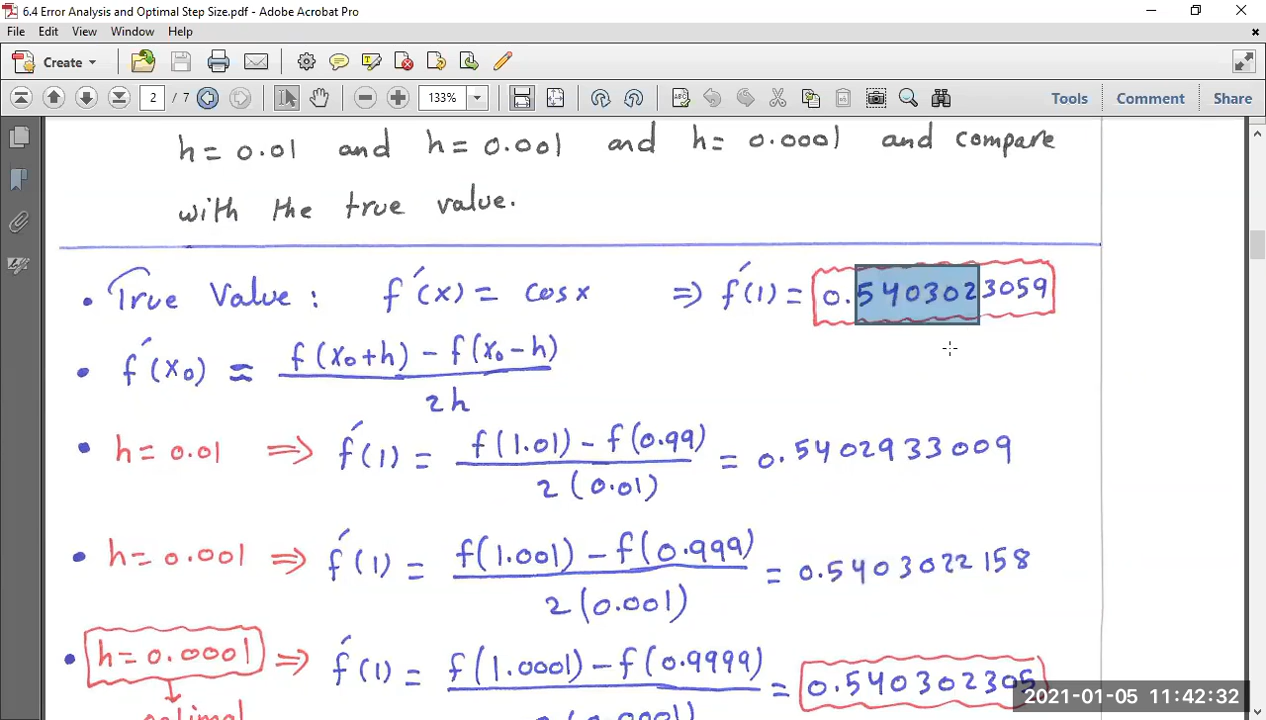 6.4 Error Analysis and Optimal Step Size.pdf - Adobe Acrobat Pro
File Edit View Window Help
Create
2 / 7 133% Tools Comment Share
h = 0.01 and h = 0.001 and h = 0.0001 and compare
with the true value.
• True Value : f'(x) = cosx ⇒ f'(1) = 0.5403023059
• f'(x₀) ≈ f(x₀+h) - f(x₀-h)
2h
• h = 0.01 ⇒ f'(1) = f(1.01) - f(0.99) = 0.5402933009
2 (0.01)
• h = 0.001 ⇒ f'(1) = f(1.001) - f(0.999) = 0.5403022158
2 (0.001)
• h = 0.0001 ⇒ f'(1) = f(1.0001) - f(0.9999) = 0.540302305
optimal
2021-01-05 11:42:32